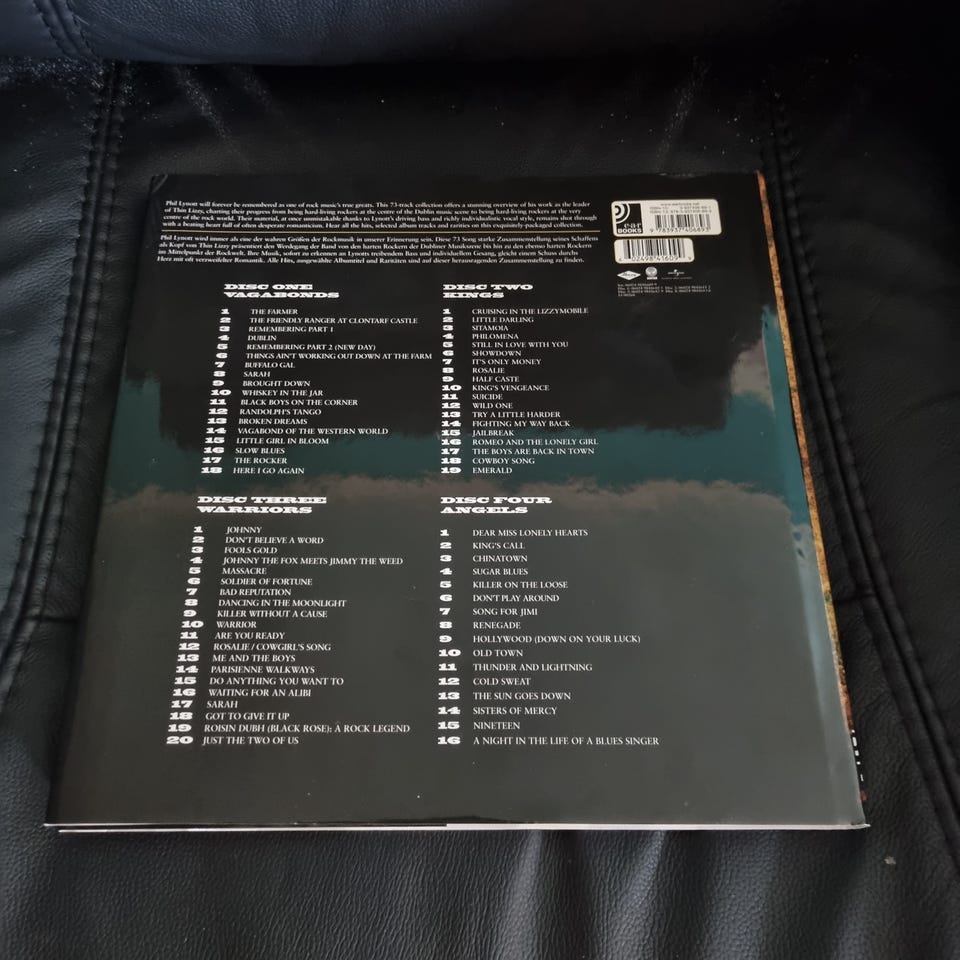 Phil Lynott will forever be remembered as one of rock music's true greats. This 73-track collection offers a stunning overview of his work as the leader
of Thin Lizzy, charting their progress from being hard-living rockers at the centre of the Dublin music scene to being hard-living rockers at the very
centre of the rock world. Their material, at once unmistakable thanks to Lynott's driving bass and richly individualistic vocal style, remains shot through
with a beating heart full of often desperate romanticism. Hear all the hits, selected album tracks and rarities on this exquisitely-packaged collection.
Phil Lynott wird immer als eine der wahren Größen der Rockmusik in unserer Erinnerung sein. Diese 73 Song starke Zusammenstellung seines Schaffens
als Kopf von Thin Lizzy präsentiert den Werdegang der Band von den harten Rockern der Dubliner Musikszene bis hin zu den ebenso harten Rockern
im Mittelpunkt der Rockwelt. Ihre Musik, sofort zu erkennen an Lynotts treibendem Bass und individuellem Gesang, gleicht einem Schuss durchs
Herz mit oft verzweifelter Romantik. Alle Hits, ausgewählte Albumtitel und Raritäten sind auf dieser herausragenden Zusammenstellung zu finden.
ear
BOOKS
9 783937 406893
DISC ONE
VAGABONDS
1 THE FARMER
2 THE FRIENDLY RANGER AT CLONTARF CASTLE
3 REMEMBERING PART 1
4 DUBLIN
5 REMEMBERING PART 2 (NEW DAY)
6 THINGS AIN'T WORKING OUT DOWN AT THE FARM
7 BUFFALO GAL
8 SARAH
9 BROUGHT DOWN
10 WHISKEY IN THE JAR
11 BLACK BOYS ON THE CORNER
12 RANDOLPH'S TANGO
13 BROKEN DREAMS
14 VAGABOND OF THE WESTERN WORLD
15 LITTLE GIRL IN BLOOM
16 SLOW BLUES
17 THE ROCKER
18 HERE I GO AGAIN
DISC TWO
KINGS
1 CRUISING IN THE LIZZYMOBILE
2 LITTLE DARLING
3 SITAMOIA
4 PHILOMENA
5 STILL IN LOVE WITH YOU
6 SHOWDOWN
7 IT'S ONLY MONEY
8 ROSALIE
9 HALF CASTE
10 KING'S VENGEANCE
11 SUICIDE
12 WILD ONE
13 TRY A LITTLE HARDER
14 FIGHTING MY WAY BACK
15 JAILBREAK
16 ROMEO AND THE LONELY GIRL
17 THE BOYS ARE BACK IN TOWN
18 COWBOY SONG
19 EMERALD
DISC THREE
WARRIORS
1 JOHNNY
2 DON'T BELIEVE A WORD
3 FOOLS GOLD
4 JOHNNY THE FOX MEETS JIMMY THE WEED
5 MASSACRE
6 SOLDIER OF FORTUNE
7 BAD REPUTATION
8 DANCING IN THE MOONLIGHT
9 KILLER WITHOUT A CAUSE
10 WARRIOR
11 ARE YOU READY
12 ROSALIE / COWGIRL'S SONG
13 ME AND THE BOYS
14 PARISIENNE WALKWAYS
15 DO ANYTHING YOU WANT TO
16 WAITING FOR AN ALIBI
17 SARAH
18 GOT TO GIVE IT UP
19 ROISIN DUBH (BLACK ROSE): A ROCK LEGEND
20 JUST THE TWO OF US
DISC FOUR
ANGELS
1 DEAR MISS LONELY HEARTS
2 KING'S CALL
3 CHINATOWN
4 SUGAR BLUES
5 KILLER ON THE LOOSE
6 DON'T PLAY AROUND
7 SONG FOR JIMI
8 RENEGADE
9 HOLLYWOOD (DOWN ON YOUR LUCK)
10 OLD TOWN
11 THUNDER AND LIGHTNING
12 COLD SWEAT
13 THE SUN GOES DOWN
14 SISTERS OF MERCY
15 NINETEEN
16 A NIGHT IN THE LIFE OF A BLUES SINGER